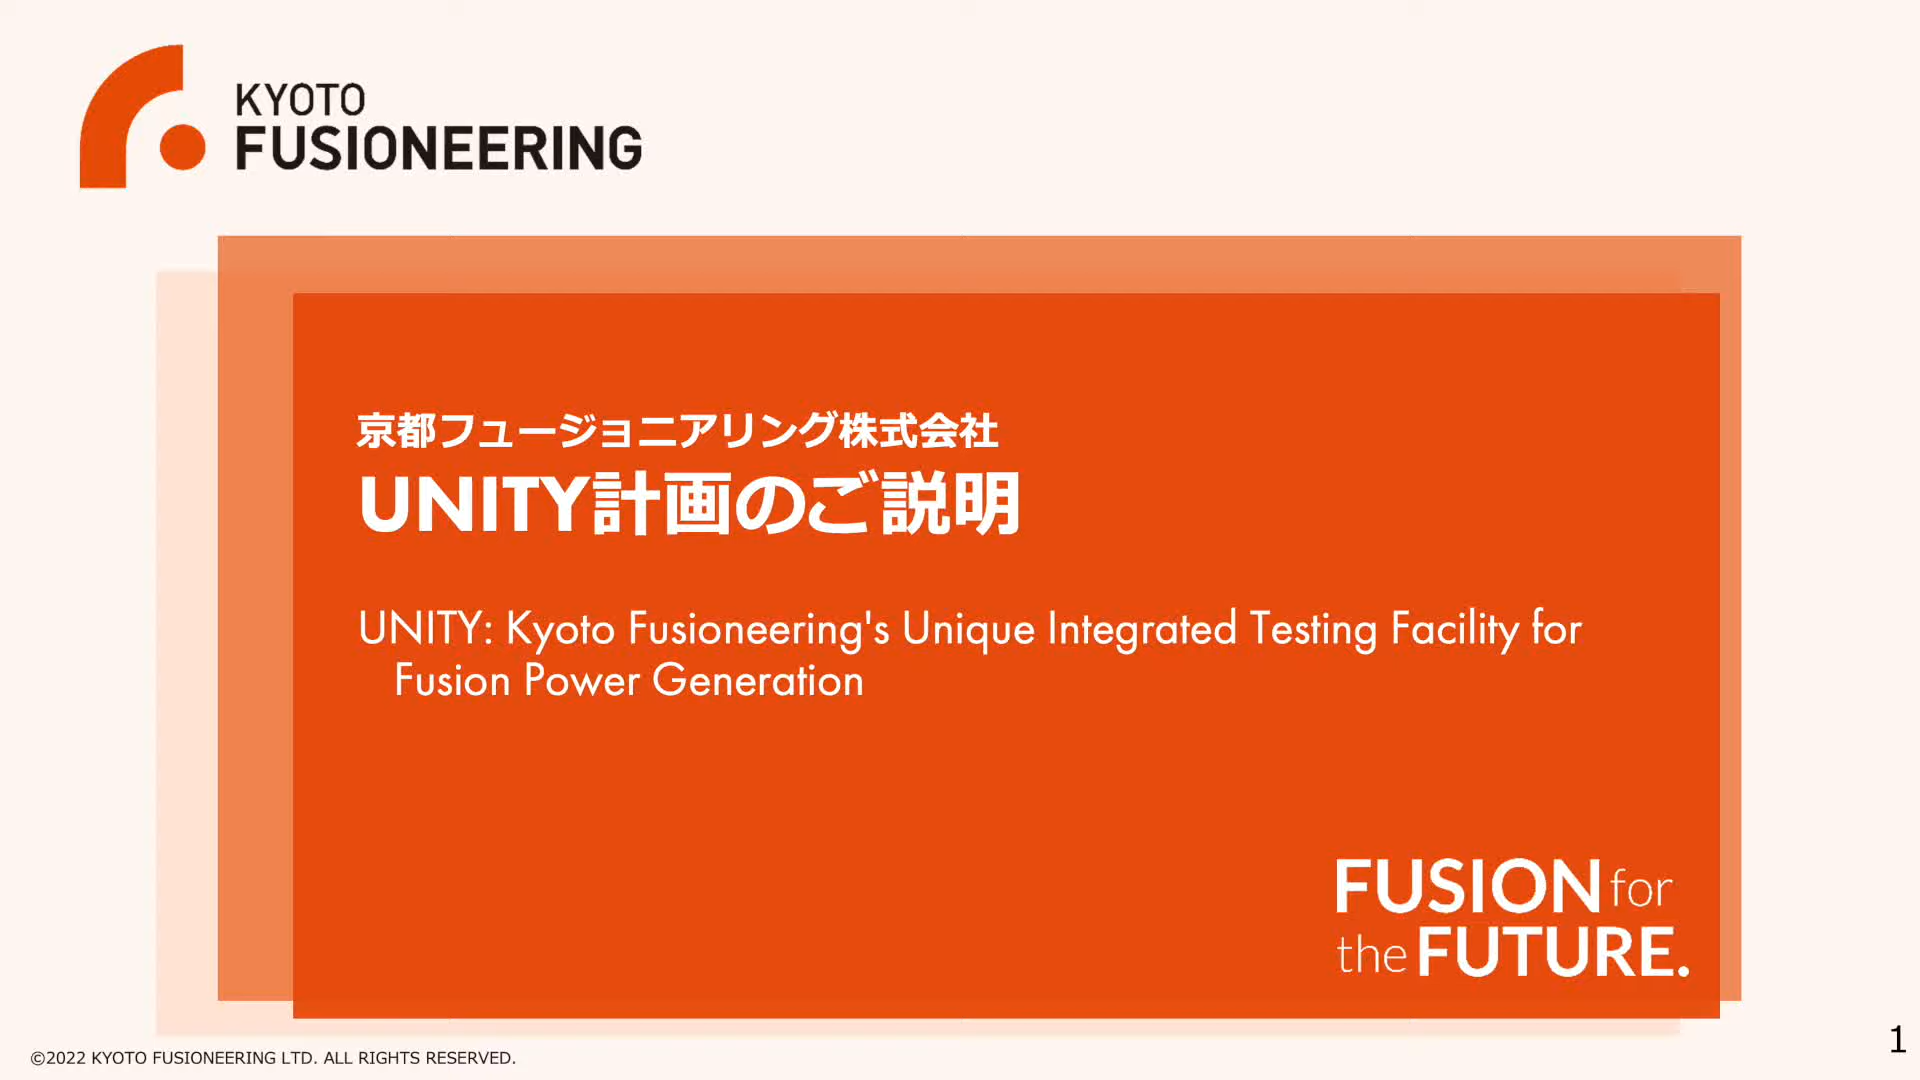 KYOTO
FUSIONEERING
京都フュージョニアリング株式会社
UNITY計画のご説明
UNITY: Kyoto Fusioneering's Unique Integrated Testing Facility for
Fusion Power Generation
FUSION for
the FUTURE.
©2022 KYOTO FUSIONEERING LTD. ALL RIGHTS RESERVED.
1